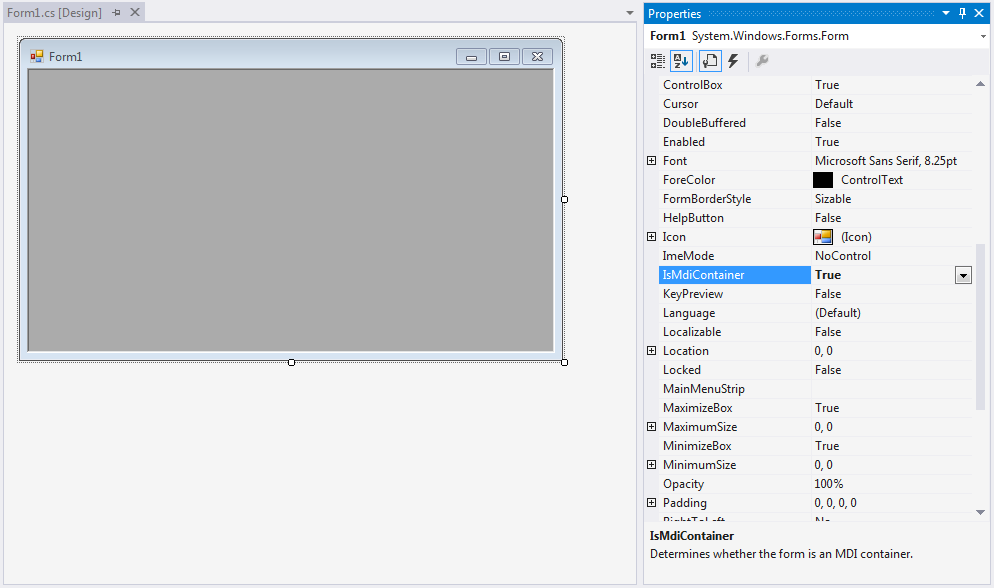 Form1.cs [Design]
Form1
Properties
Form1 System.Windows.Forms.Form
ControlBox True
Cursor Default
DoubleBuffered False
Enabled True
Font Microsoft Sans Serif, 8.25pt
ForeColor ControlText
FormBorderStyle Sizable
HelpButton False
Icon (Icon)
ImeMode NoControl
IsMdiContainer True
KeyPreview False
Language (Default)
Localizable False
Location 0, 0
Locked False
MainMenuStrip
MaximizeBox True
MaximumSize 0, 0
MinimizeBox True
MinimumSize 0, 0
Opacity 100%
Padding 0, 0, 0, 0
RightToLeft No
IsMdiContainer
Determines whether the form is an MDI container.